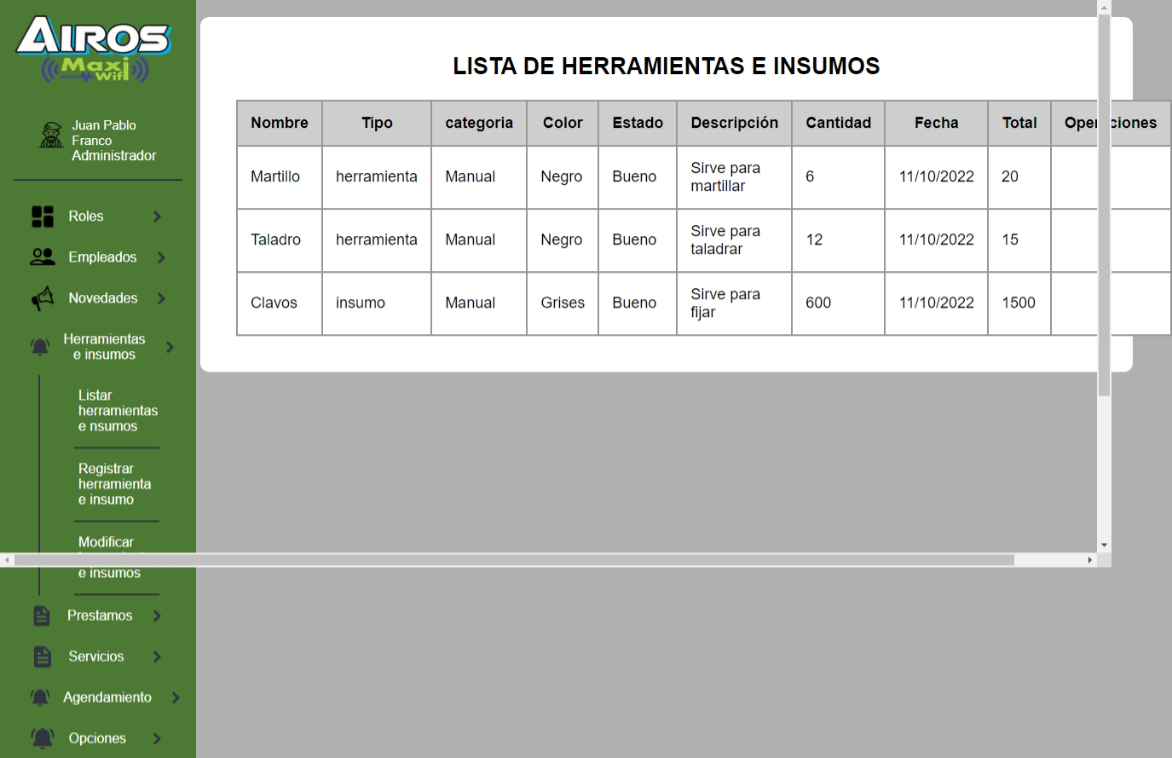 AIROS
Maxi
Wifi
Juan Pablo
Franco
Administrador
Roles
Empleados
Novedades
Herramientas
e insumos
Listar
herramientas
e nsumos
Registrar
herramienta
e insumo
Modificar
e insumos
Prestamos
Servicios
Agendamiento
Opciones
LISTA DE HERRAMIENTAS E INSUMOS
Nombre Tipo categoria Color Estado Descripción Cantidad Fecha Total Operaciones
Martillo herramienta Manual Negro Bueno Sirve para martillar 6 11/10/2022 20
Taladro herramienta Manual Negro Bueno Sirve para taladrar 12 11/10/2022 15
Clavos insumo Manual Grises Bueno Sirve para fijar 600 11/10/2022 1500